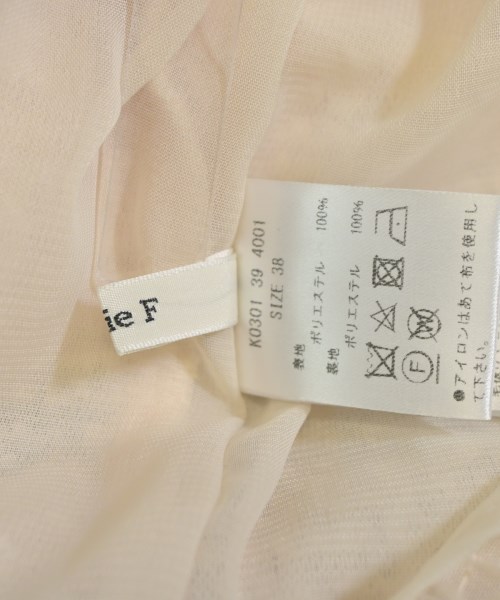 ie F
K0301 39 4001
SIZE 38
表地
ポリエステル 100%
裏地
ポリエステル 100%
F
W
●アイロンはあて布を使用し
て下さい。